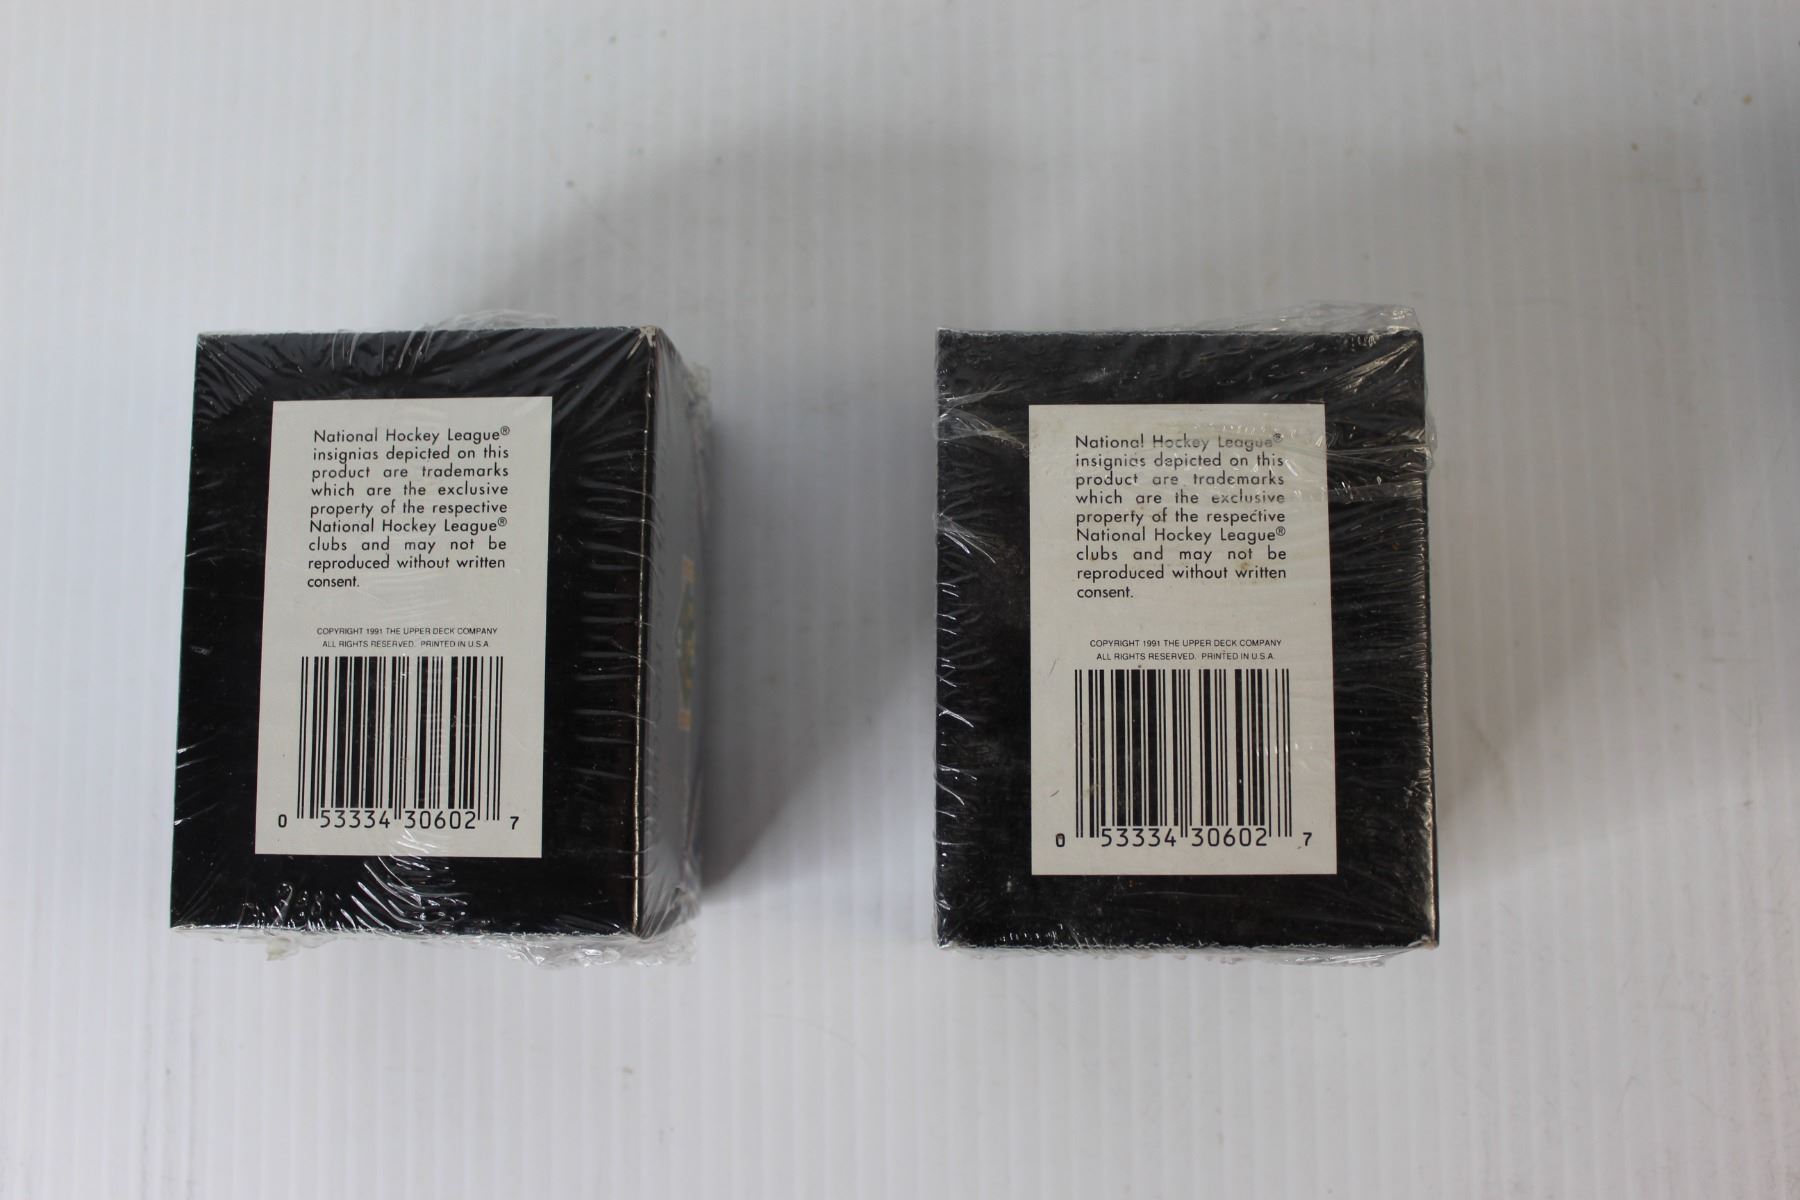 National Hockey League®
insignias depicted on this
product are trademarks
which are the exclusive
property of the respective
National Hockey League®
clubs and may not be
reproduced without written
consent.
COPYRIGHT 1991 THE UPPER DECK COMPANY
ALL RIGHTS RESERVED. PRINTED IN U.S.A.
0 53334 30602 7
National Hockey League®
insignias depicted on this
product are trademarks
which are the exclusive
property of the respective
National Hockey League®
clubs and may not be
reproduced without written
consent.
COPYRIGHT 1991 THE UPPER DECK COMPANY
ALL RIGHTS RESERVED. PRINTED IN U.S.A.
0 53334 30602 7